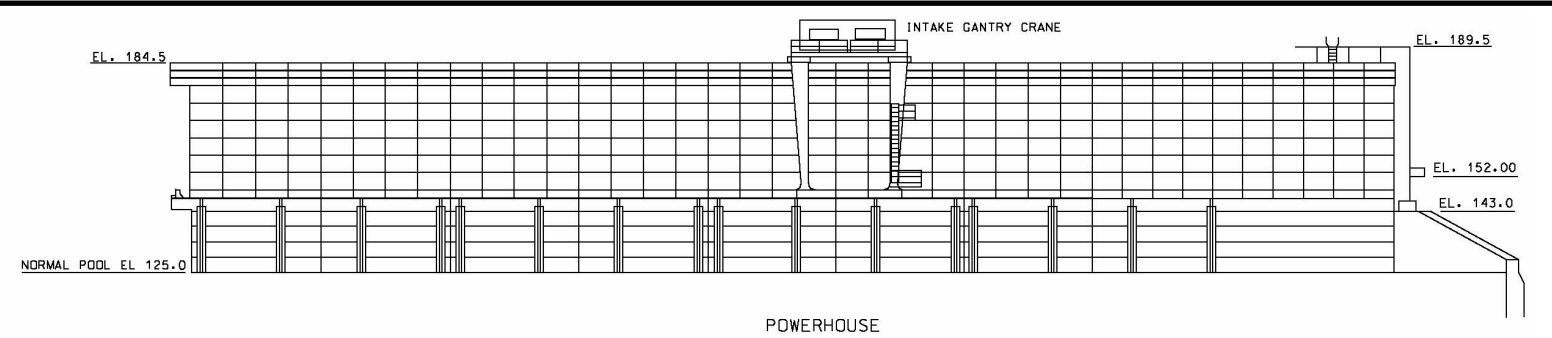 INTAKE GANTRY CRANE
EL. 189.5
EL. 184.5
EL. 152.00
EL. 143.0
NORMAL POOL EL 125.0
POWERHOUSE